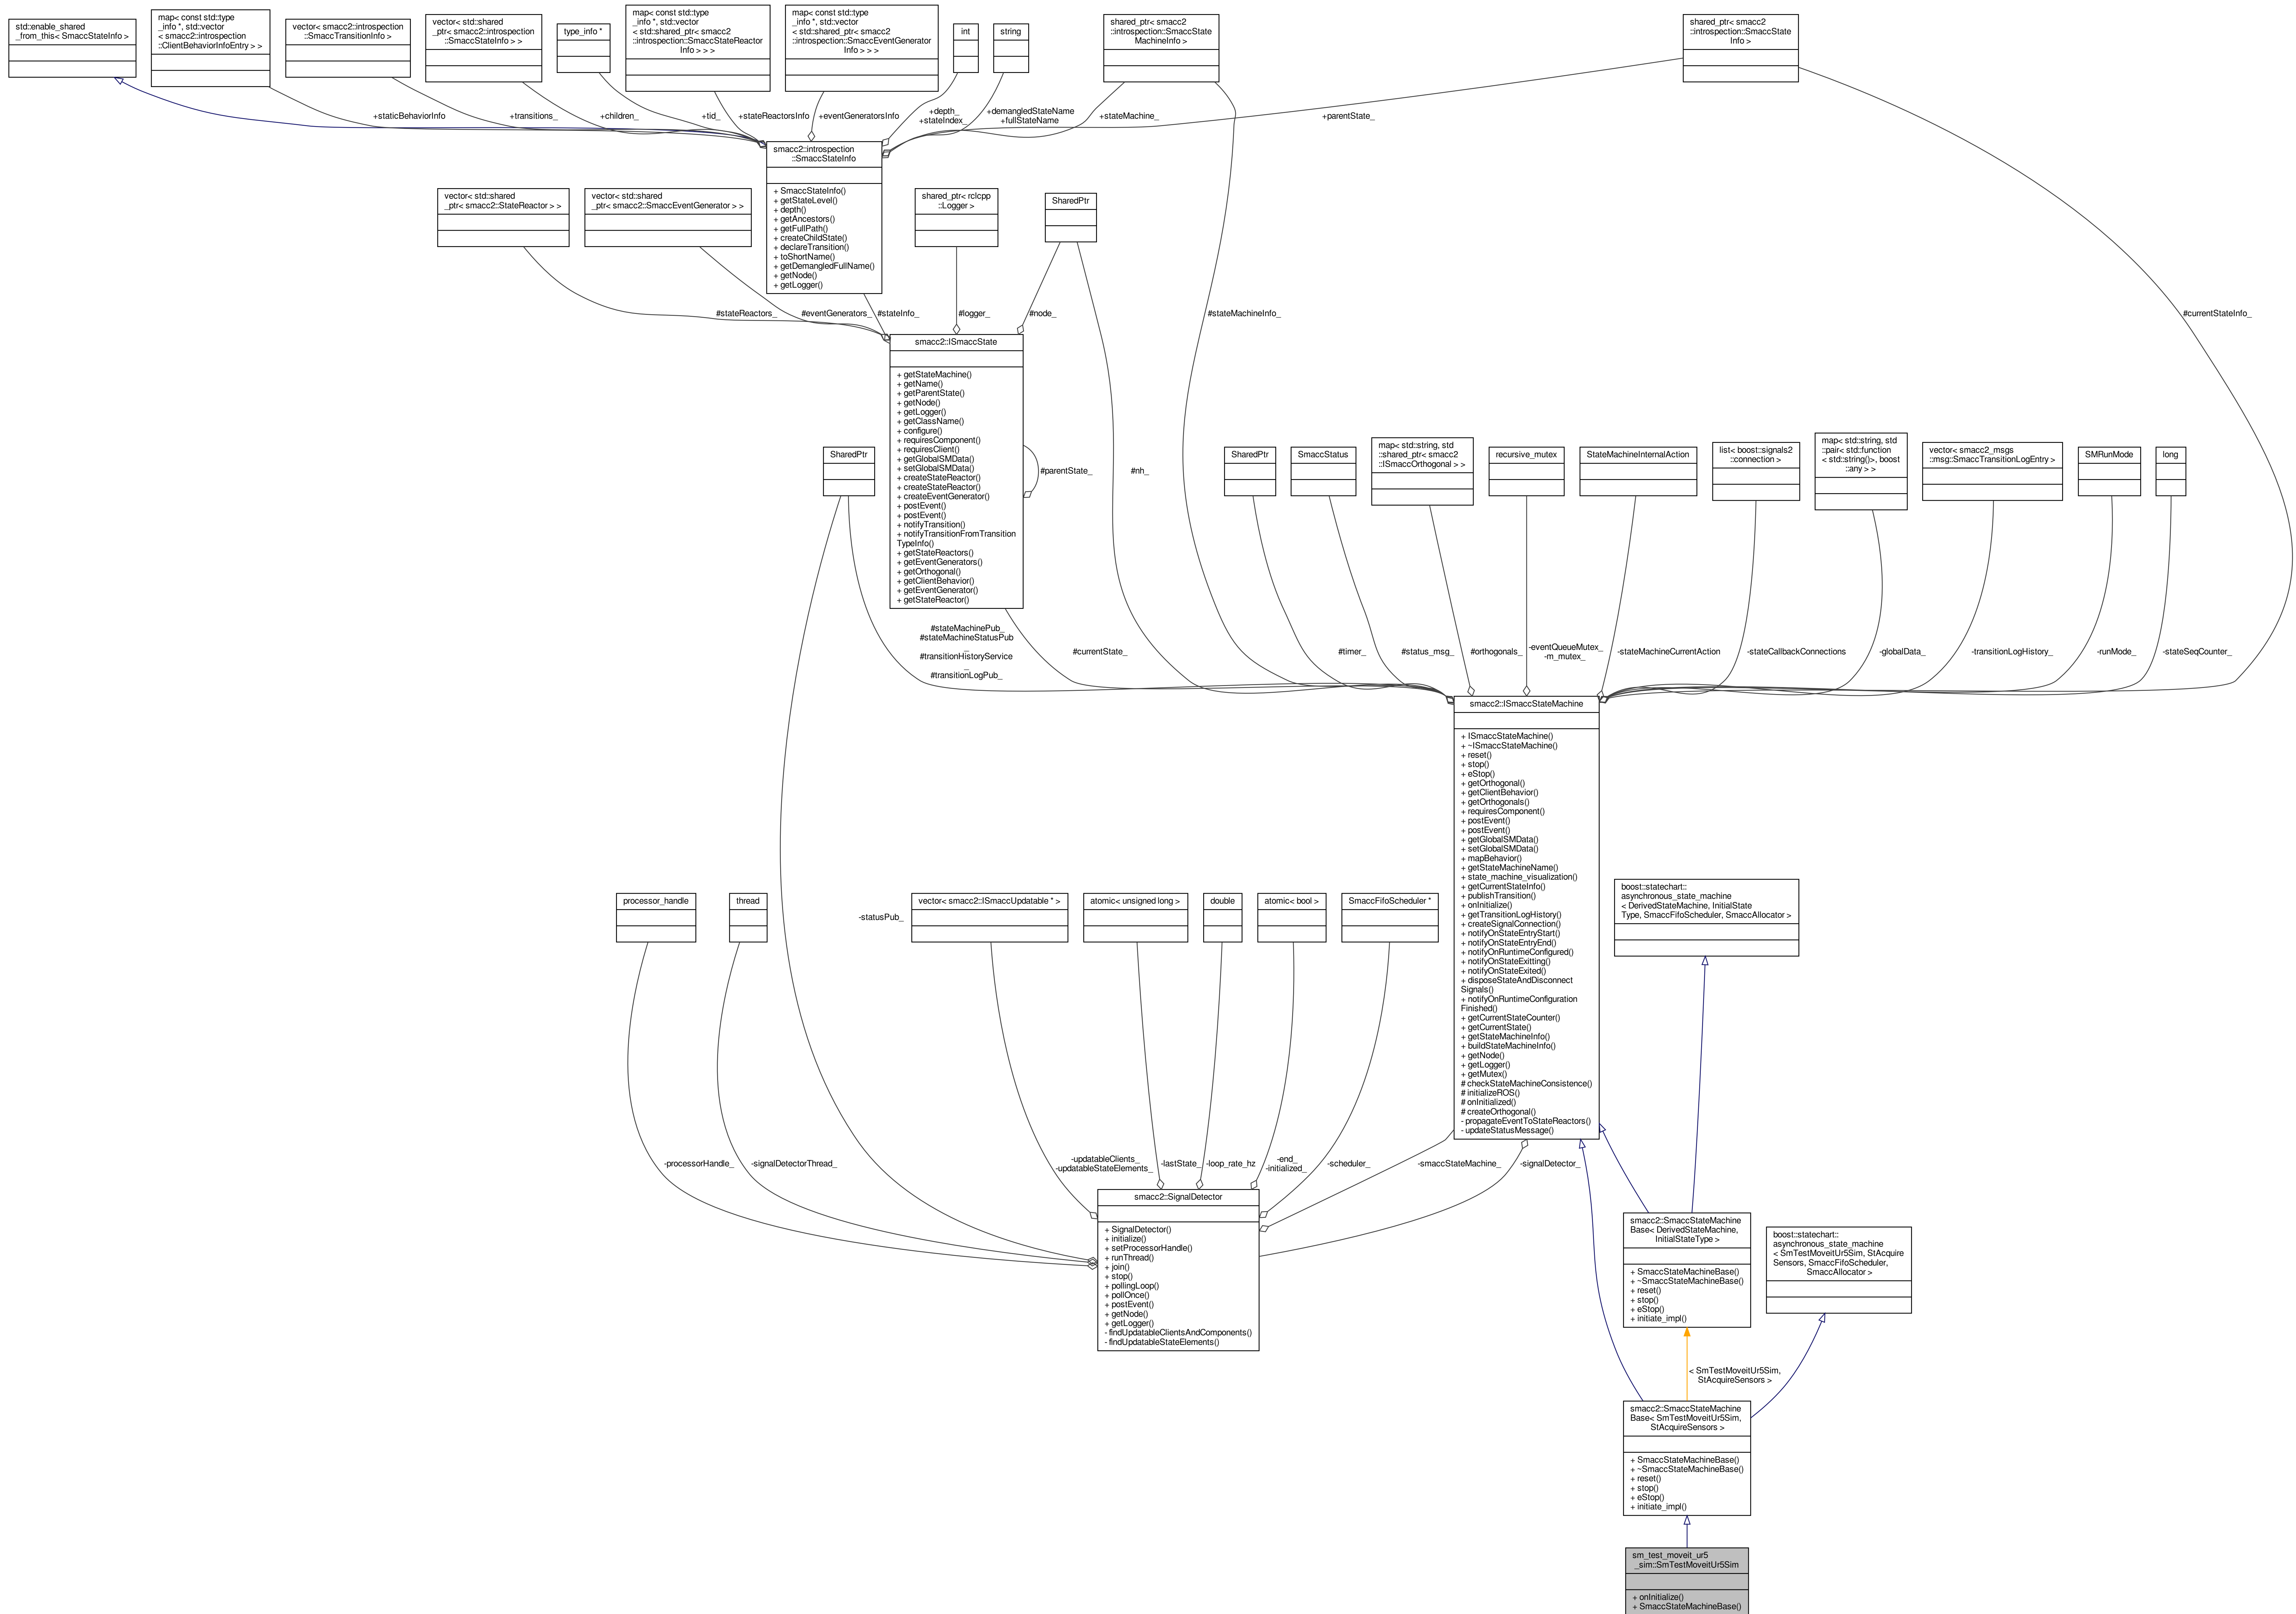 std::enable_shared
_from_this< SmaccStateInfo >
map< const std::type
_info *, std::vector
< smacc2::introspection
::ClientBehaviorInfoEntry > >
vector< smacc2::introspection
::SmaccTransitionInfo >
vector< std::shared
_ptr< smacc2::introspection
::SmaccStateInfo > >
type_info *
map< const std::type
_info *, std::vector
< std::shared_ptr< smacc2
::introspection::SmaccStateReactor
Info > > >
map< const std::type
_info *, std::vector
< std::shared_ptr< smacc2
::introspection::SmaccEventGenerator
Info > > >
int
string
shared_ptr< smacc2
::introspection::SmaccState
MachineInfo >
shared_ptr< smacc2
::introspection::SmaccState
Info >
+staticBehaviorInfo
+transitions_
+children_
+tid_
+stateReactorsInfo
+eventGeneratorsInfo
+depth_
+stateIndex_
+demangledStateName
+fullStateName
+stateMachine_
+parentState_
smacc2::introspection
::SmaccStateInfo
+ SmaccStateInfo()
+ getStateLevel()
+ depth()
+ getAncestors()
+ getFullPath()
+ createChildState()
+ declareTransition()
+ toShortName()
+ getDemangledFullName()
+ getNode()
+ getLogger()
vector< std::shared
_ptr< smacc2::StateReactor > >
vector< std::shared
_ptr< smacc2::SmaccEventGenerator > >
shared_ptr< rclcpp
::Logger >
SharedPtr
#stateReactors_
#eventGenerators_
#stateInfo_
#logger_
#node_
#stateMachineInfo_
#currentStateInfo_
smacc2::ISmaccState
+ getStateMachine()
+ getName()
+ getParentState()
+ getNode()
+ getLogger()
+ getClassName()
+ configure()
+ requiresComponent()
+ requiresClient()
+ getGlobalSMData()
+ setGlobalSMData()
+ createStateReactor()
+ createStateReactor()
+ createEventGenerator()
+ postEvent()
+ postEvent()
+ notifyTransition()
+ notifyTransitionFromTransition
TypeInfo()
+ getStateReactors()
+ getEventGenerators()
+ getOrthogonal()
+ getClientBehavior()
+ getEventGenerator()
+ getStateReactor()
#parentState_
#nh_
SharedPtr
SharedPtr
SmaccStatus
map< std::string, std
::shared_ptr< smacc2
::ISmaccOrthogonal > >
recursive_mutex
StateMachineInternalAction
list< boost::signals2
::connection >
map< std::string, std
::pair< std::function
< std::string()>, boost
::any > >
vector< smacc2_msgs
::msg::SmaccTransitionLogEntry >
SMRunMode
long
#stateMachinePub_
#stateMachineStatusPub
_
#transitionHistoryService
_
#transitionLogPub_
#currentState_
#timer_
#status_msg_
#orthogonals_
-eventQueueMutex_
-m_mutex_
-stateMachineCurrentAction
-stateCallbackConnections
-globalData_
-transitionLogHistory_
-runMode_
-stateSeqCounter_
smacc2::ISmaccStateMachine
+ ISmaccStateMachine()
+ ~ISmaccStateMachine()
+ reset()
+ stop()
+ eStop()
+ getOrthogonal()
+ getClientBehavior()
+ getOrthogonals()
+ requiresComponent()
+ postEvent()
+ postEvent()
+ getGlobalSMData()
+ setGlobalSMData()
+ mapBehavior()
+ getStateMachineName()
+ state_machine_visualization()
+ getCurrentStateInfo()
+ publishTransition()
+ onInitialize()
+ getTransitionLogHistory()
+ createSignalConnection()
+ notifyOnStateEntryStart()
+ notifyOnStateEntryEnd()
+ notifyOnRuntimeConfigured()
+ notifyOnStateExitting()
+ notifyOnStateExited()
+ disposeStateAndDisconnect
Signals()
+ notifyOnRuntimeConfiguration
Finished()
+ getCurrentStateCounter()
+ getCurrentState()
+ getStateMachineInfo()
+ buildStateMachineInfo()
+ getNode()
+ getLogger()
+ getMutex()
# checkStateMachineConsistence()
# initializeROS()
# onInitialized()
# createOrthogonal()
- propagateEventToStateReactors()
- updateStatusMessage()
processor_handle
thread
-statusPub_
vector< smacc2::ISmaccUpdatable * >
atomic< unsigned long >
double
atomic< bool >
SmaccFifoScheduler *
boost::statechart::
asynchronous_state_machine
< DerivedStateMachine, InitialState
Type, SmaccFifoScheduler, SmaccAllocator >
-processorHandle_
-signalDetectorThread_
-updatableClients_
-updatableStateElements_
-lastState_
-loop_rate_hz
-end_
-initialized_
-scheduler_
-smaccStateMachine_
-signalDetector_
smacc2::SignalDetector
+ SignalDetector()
+ initialize()
+ setProcessorHandle()
+ runThread()
+ join()
+ stop()
+ pollingLoop()
+ pollOnce()
+ postEvent()
+ getNode()
+ getLogger()
- findUpdatableClientsAndComponents()
- findUpdatableStateElements()
smacc2::SmaccStateMachine
Base< DerivedStateMachine,
InitialStateType >
+ SmaccStateMachineBase()
+ ~SmaccStateMachineBase()
+ reset()
+ stop()
+ eStop()
+ initiate_impl()
boost::statechart::
asynchronous_state_machine
< SmTestMoveitUr5Sim, StAcquire
Sensors, SmaccFifoScheduler,
SmaccAllocator >
< SmTestMoveitUr5Sim,
StAcquireSensors >
smacc2::SmaccStateMachine
Base< SmTestMoveitUr5Sim,
StAcquireSensors >
+ SmaccStateMachineBase()
+ ~SmaccStateMachineBase()
+ reset()
+ stop()
+ eStop()
+ initiate_impl()
sm_test_moveit_ur5
_sim::SmTestMoveitUr5Sim
+ onInitialize()
+ SmaccStateMachineBase()